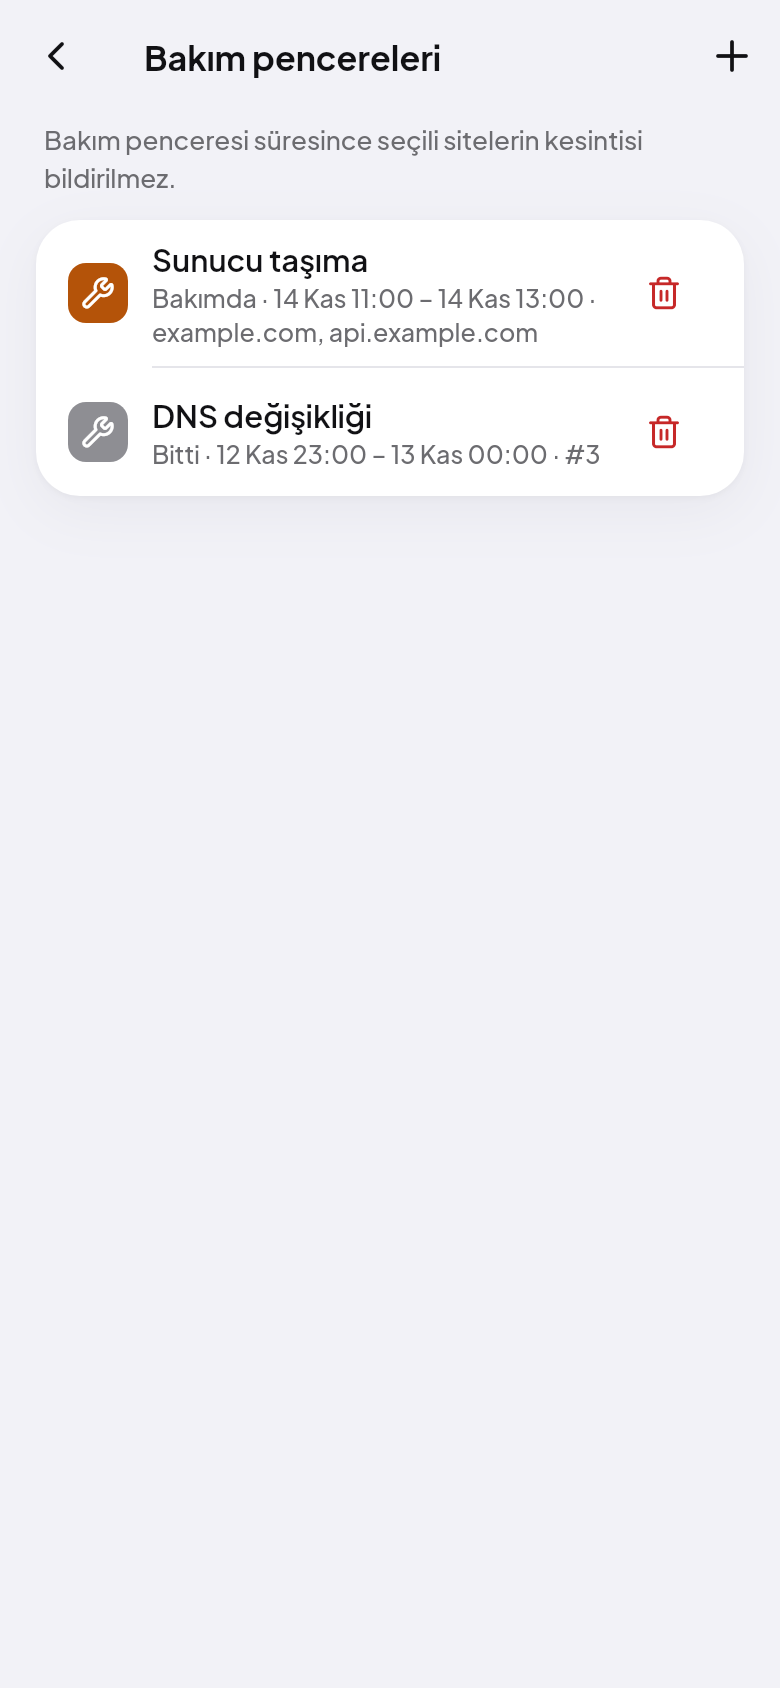 Bakım pencereleri
Bakım penceresi süresince seçili sitelerin kesintisi
bildirilmez.
Sunucu taşıma
Bakımda · 14 Kas 11:00 – 14 Kas 13:00 ·
example.com, api.example.com
DNS değişikliği
Bitti · 12 Kas 23:00 – 13 Kas 00:00 · #3